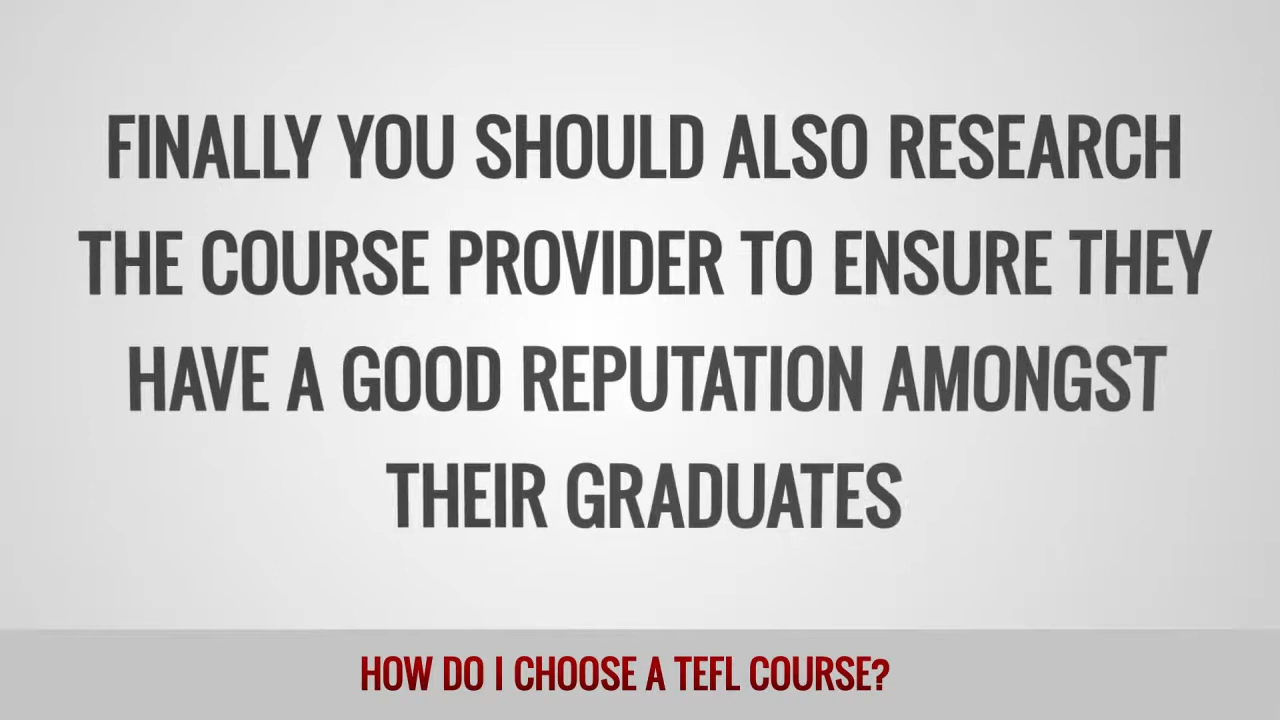 FINALLY YOU SHOULD ALSO RESEARCH
THE COURSE PROVIDER TO ENSURE THEY
HAVE A GOOD REPUTATION AMONGST
THEIR GRADUATES
HOW DO I CHOOSE A TEFL COURSE?